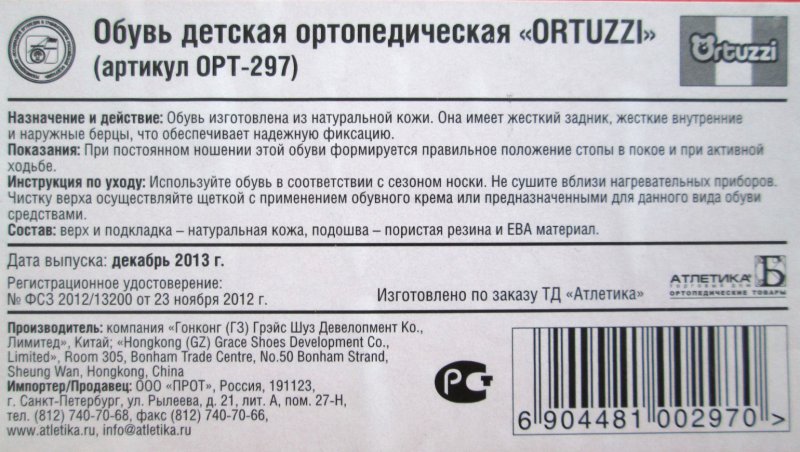 Обувь детская ортопедическая «ORTUZZI»
(артикул ОРТ-297)
Ortuzzi
Назначение и действие: Обувь изготовлена из натуральной кожи. Она имеет жесткий задник, жесткие внутренние
и наружные берцы, что обеспечивает надежную фиксацию.
Показания: При постоянном ношении этой обуви формируется правильное положение стопы в покое и при активной
ходьбе.
Инструкция по уходу: Используйте обувь в соответствии с сезоном носки. Не сушите вблизи нагревательных приборов.
Чистку верха осуществляйте щеткой с применением обувного крема или предназначенными для данного вида обуви
средствами.
Состав: верх и подкладка – натуральная кожа, подошва – пористая резина и ЕВА материал.
Дата выпуска: декабрь 2013 г.
Регистрационное удостоверение:
№ ФСЗ 2012/13200 от 23 ноября 2012 г.
Изготовлено по заказу ТД «Атлетика»
АТЛЕТИКА Б
ТОРГОВЫЙ ДОМ
ОРТОПЕДИЧЕСКИЕ ТОВАРЫ
Производитель: компания «Гонконг (ГЗ) Грэйс Шуз Девелопмент Ко.,
Лимитед», Китай; «Hongkong (GZ) Grace Shoes Development Co.,
Limited», Room 305, Bonham Trade Centre, No.50 Bonham Strand,
Sheung Wan, Hongkong, China
Импортер/Продавец: ООО «ПРОТ», Россия, 191123,
г. Санкт-Петербург, ул. Рылеева, д. 21, лит. А, пом. 27-Н,
тел. (812) 740-70-68, факс (812) 740-70-66,
www.atletika.ru, info@atletika.ru
РСТ
6 904481 002970 >